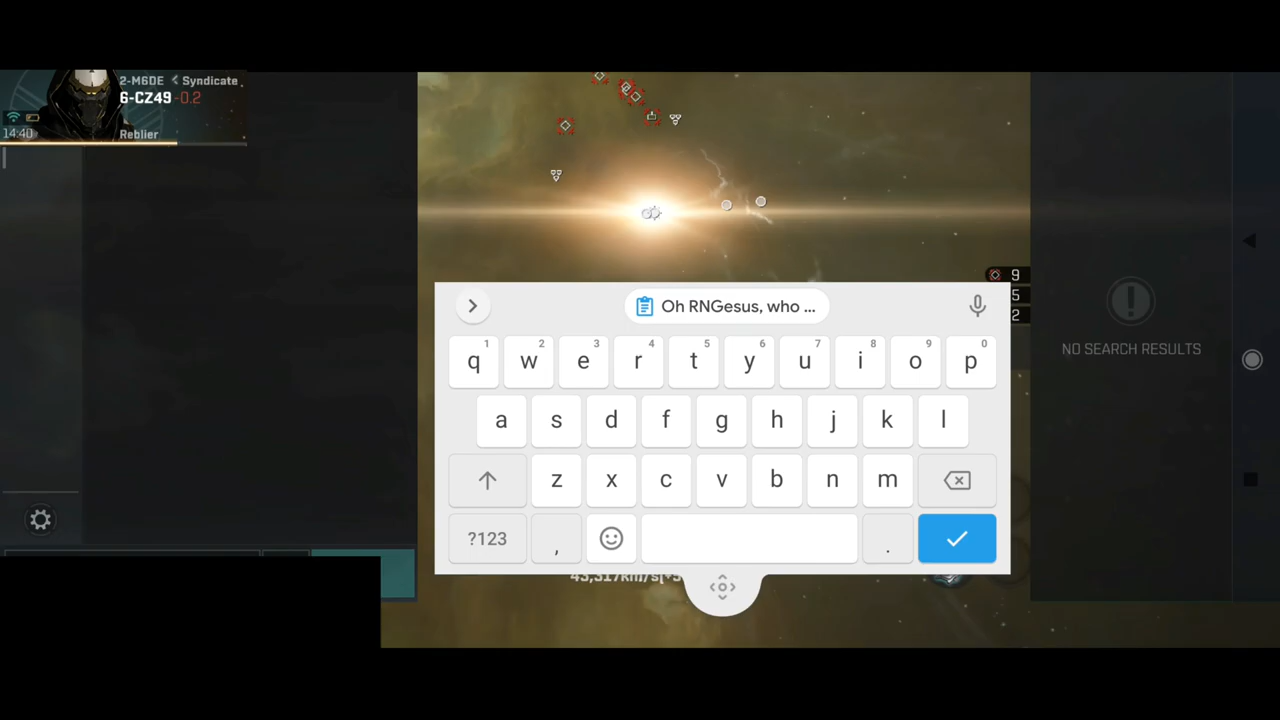 2-M6DE < Syndicate
6-CZ49 -0.2
14:40
Reblier
9
5
2
Oh RNGesus, who ...
NO SEARCH RESULTS
1 2 3 4 5 6 7 8 9 0
q w e r t y u i o p
a s d f g h j k l
z x c v b n m
?123 , .